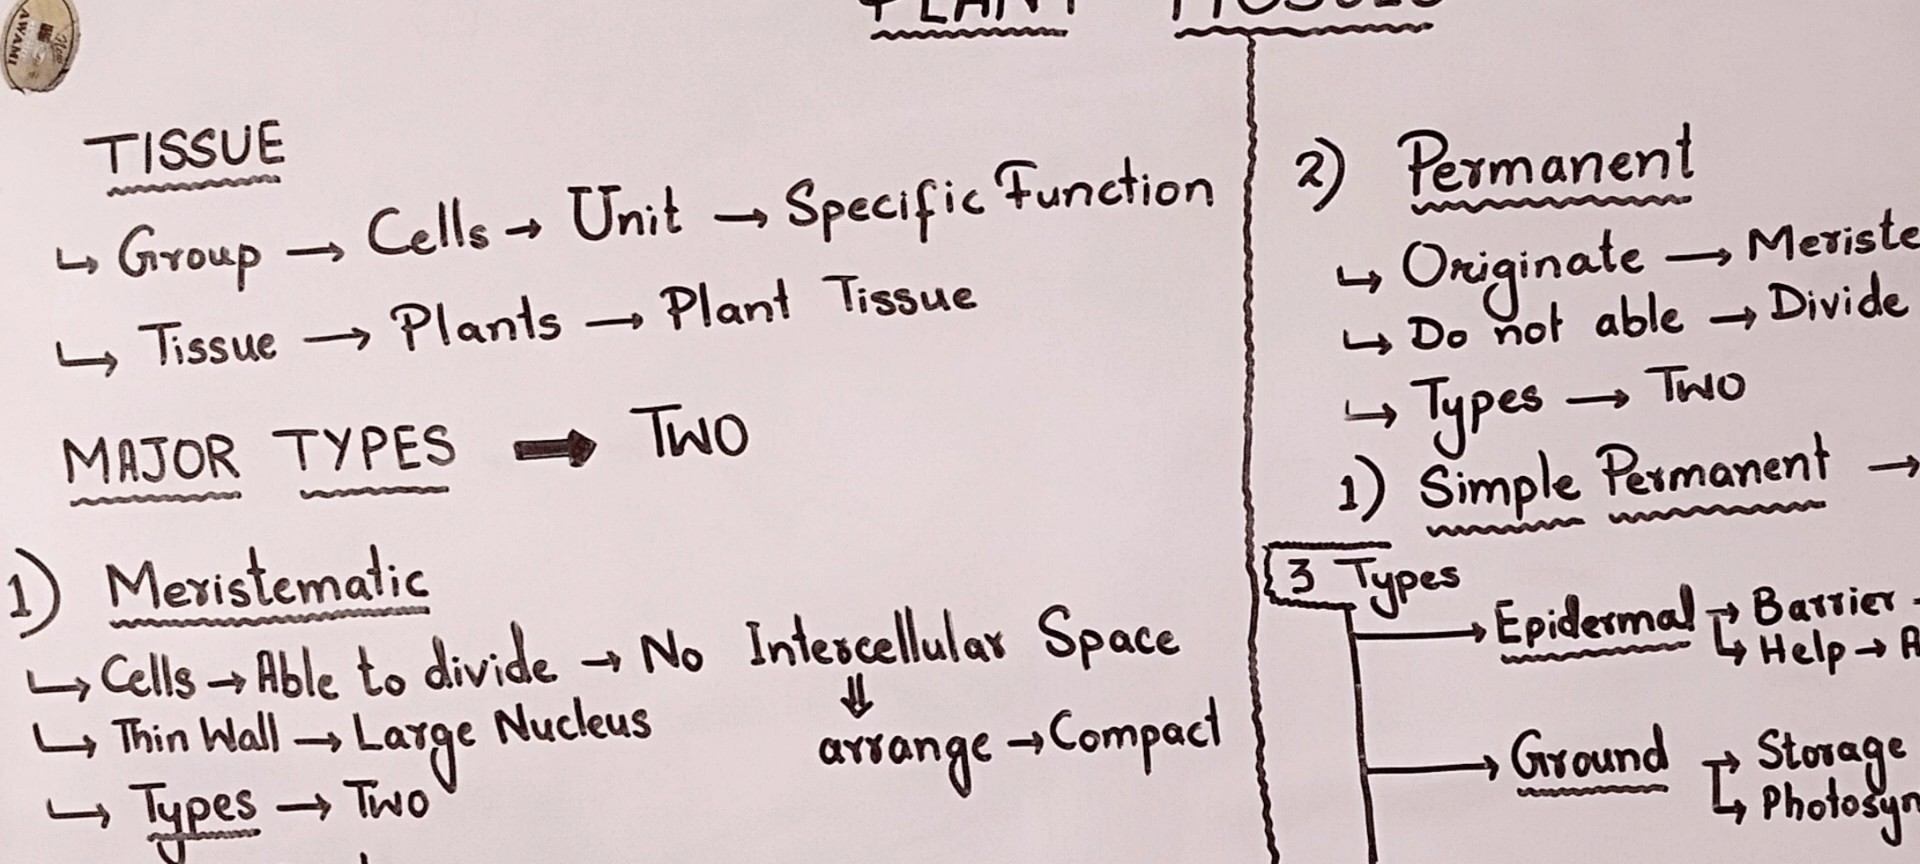 PLANT TISSUE
TISSUE
↳ Group → Cells → Unit → Specific Function
↳ Tissue → Plants → Plant Tissue
MAJOR TYPES ➡ TWO
1) Meristematic
↳ Cells → Able to divide → No Intercellular Space
⇓
↳ Thin Wall → Large Nucleus
arrange → Compact
↳ Types → Two
2) Permanent
↳ Originate → Meriste
↳ Do not able → Divide
↳ Types → Two
1) Simple Permanent →
3 Types
→ Epidermal → Barrier
↳ Help → A
→ Ground → Storage
↳ Photosyn